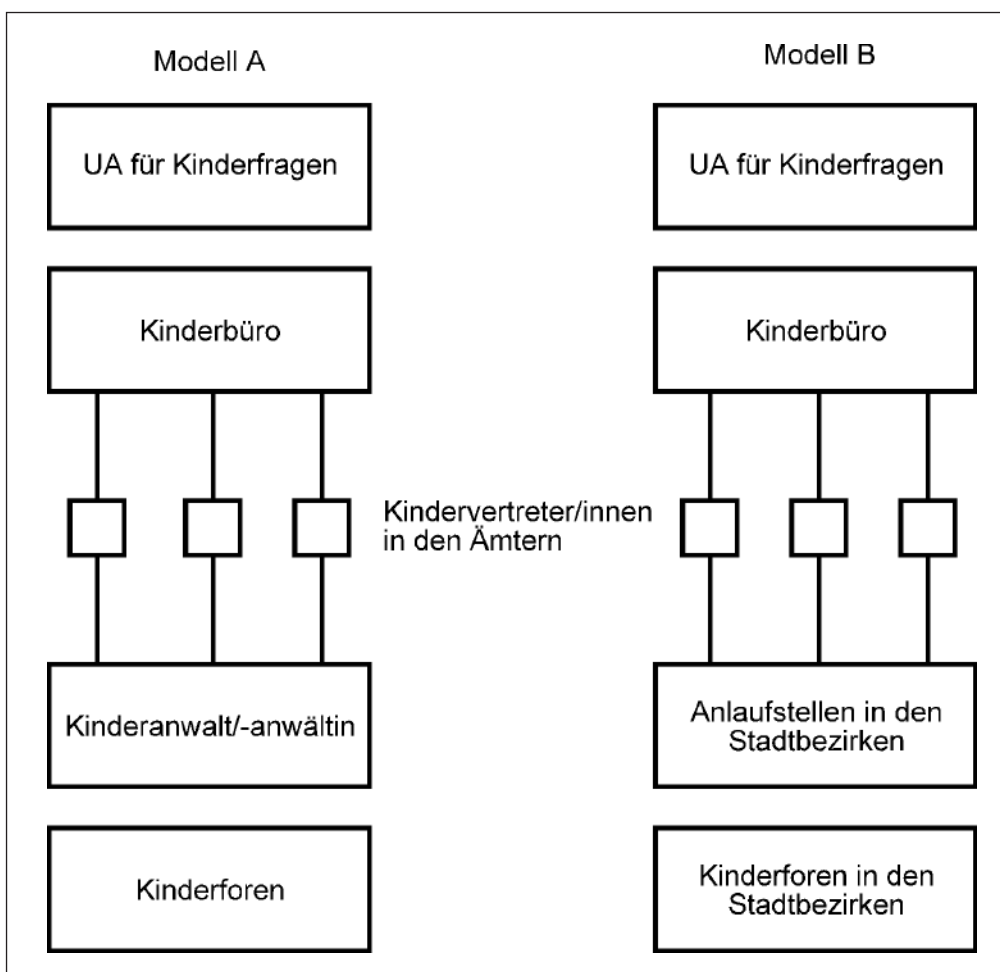 Modell A
UA für Kinderfragen
Kinderbüro
Kindervertreter/innen
in den Ämtern
Kinderanwalt/-anwältin
Kinderforen
Modell B
UA für Kinderfragen
Kinderbüro
Anlaufstellen in den
Stadtbezirken
Kinderforen in den
Stadtbezirken